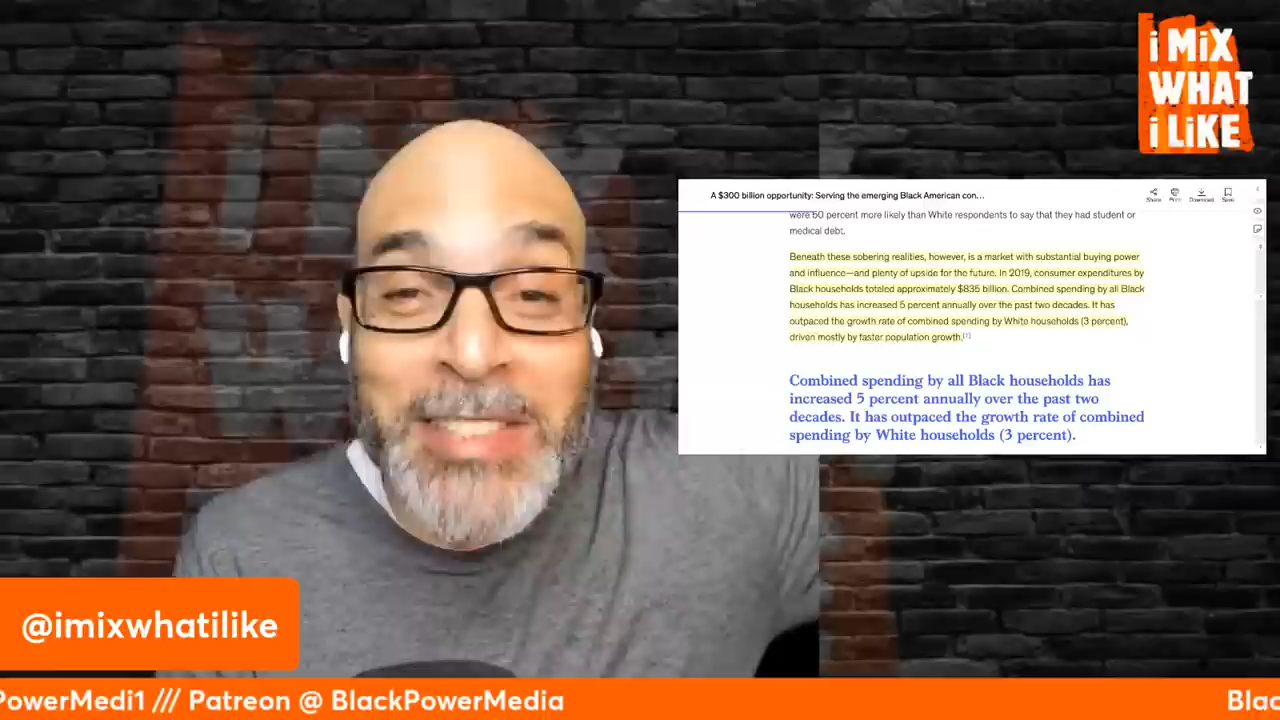 i MiX
WHAT
i LiKE
A $300 billion opportunity: Serving the emerging Black American con...
Share
Print
Download
Save
were 50 percent more likely than White respondents to say that they had student or
medical debt.
Beneath these sobering realities, however, is a market with substantial buying power
and influence—and plenty of upside for the future. In 2019, consumer expenditures by
Black households totaled approximately $835 billion. Combined spending by all Black
households has increased 5 percent annually over the past two decades. It has
outpaced the growth rate of combined spending by White households (3 percent),
driven mostly by faster population growth.
Combined spending by all Black households has
increased 5 percent annually over the past two
decades. It has outpaced the growth rate of combined
spending by White households (3 percent).
@imixwhatilike
PowerMedi1 /// Patreon @ BlackPowerMedia
Blac